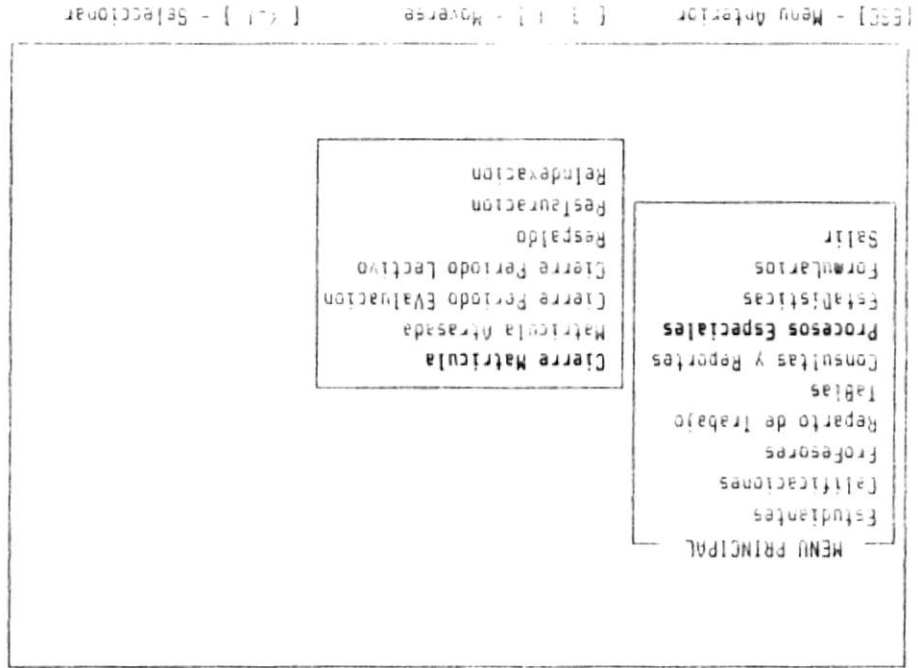 MENU PRINCIPAL
Estudiantes
Calificaciones
ProFesores
Reparto de Trabajo
TaBlas
Consultas y Reportes
Procesos Especiales
EstaDisticas
Formularios
Salir
Cierre Matricula
Matricula Atrasada
Cierre Periodo EValuacion
Cierre Periodo Lectivo
Respaldo
ResTauracion
ReIndexacion
[ESC] - Menu Anterior
- Moverse
- Seleccionar